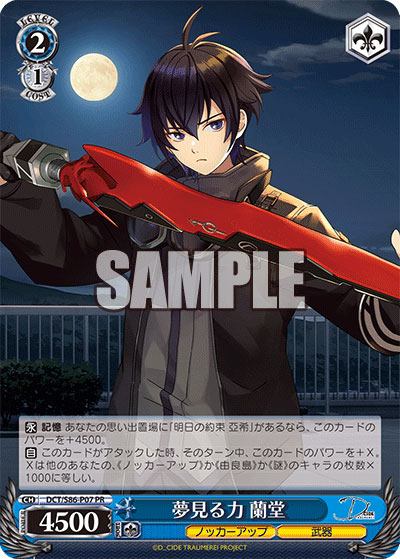 LEVEL
2
1
COST
SAMPLE
永 記憶 あなたの思い出置場に「明日の約束 亞希」があるなら、このカードの
パワーを+4500。
自 このカードがアタックした時、そのターン中、このカードのパワーを+
X。Xは他のあなたの、《ノッカーアップ》か《由良島》か《謎》のキャラの枚数×
1000に等しい。
CH DCT/S86-P07 PR
POWER
4500
夢見る力 蘭堂
ノッカーアップ
武器
©D_CIDE TRAUMEREI PROJECT